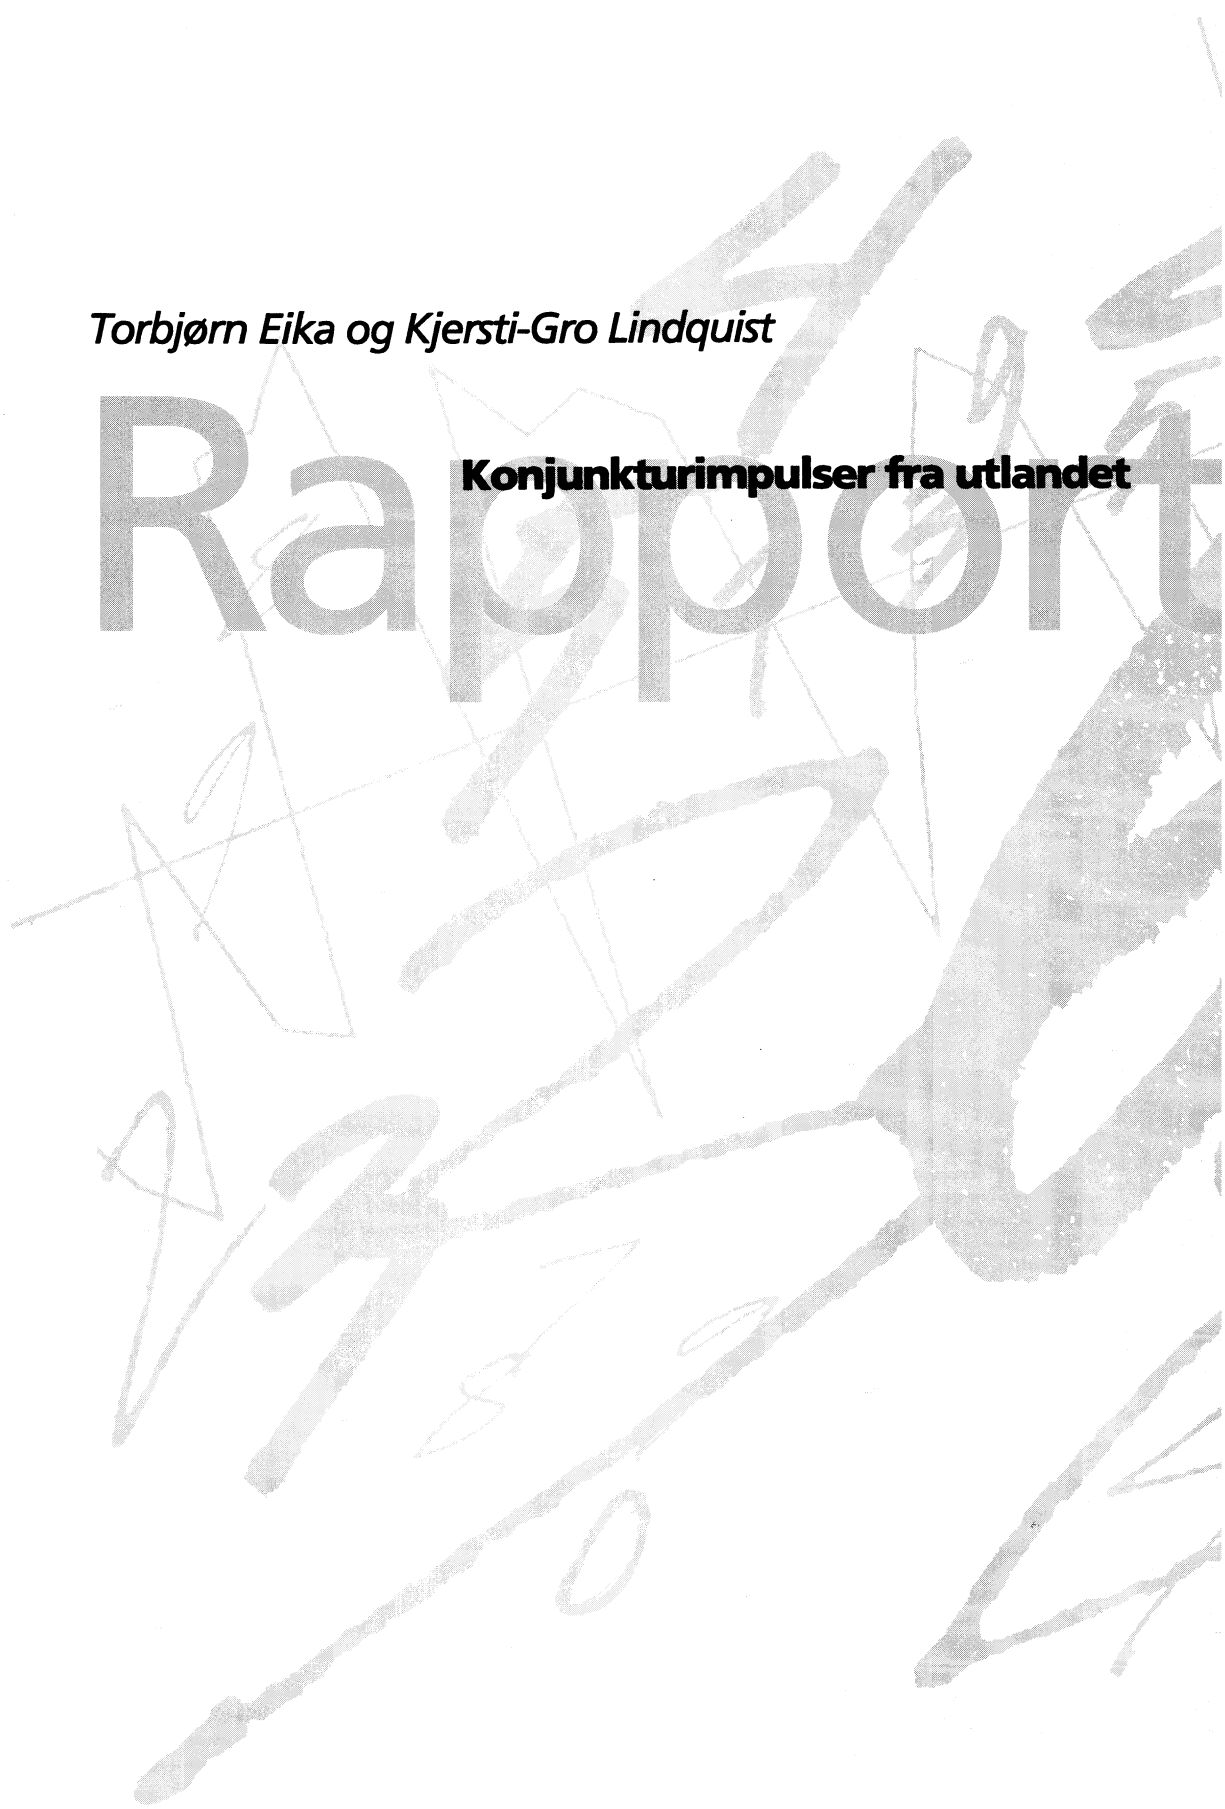 Torbjørn Eika og Kjersti-Gro Lindquist
Rapport
Konjunkturimpulser fra utlandet